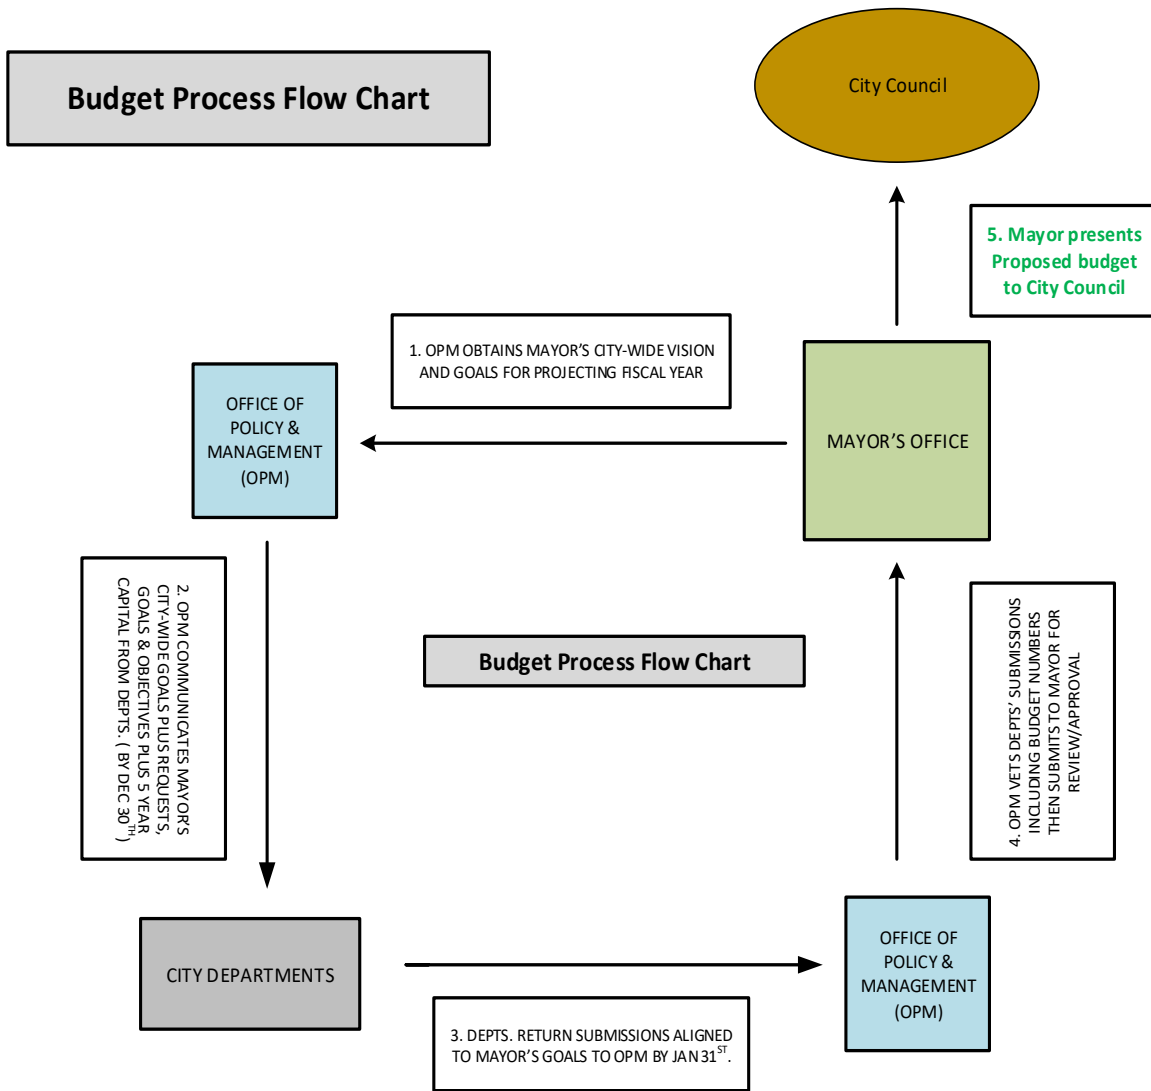 Budget Process Flow Chart
City Council
5. Mayor presents
Proposed budget
to City Council
1. OPM OBTAINS MAYOR'S CITY-WIDE VISION
AND GOALS FOR PROJECTING FISCAL YEAR
OFFICE OF
POLICY &
MANAGEMENT
(OPM)
MAYOR'S OFFICE
2. OPM COMMUNICATES MAYOR'S
CITY-WIDE GOALS PLUS REQUESTS,
GOALS & OBJECTIVES PLUS 5 YEAR
CAPITAL FROM DEPTS. ( BY DEC 30TH)
Budget Process Flow Chart
4. OPM VETS DEPTS' SUBMISSIONS
INCLUDING BUDGET NUMBERS
THEN SUBMITS TO MAYOR FOR
REVIEW/APPROVAL
CITY DEPARTMENTS
OFFICE OF
POLICY &
MANAGEMENT
(OPM)
3. DEPTS. RETURN SUBMISSIONS ALIGNED
TO MAYOR'S GOALS TO OPM BY JAN 31ST.